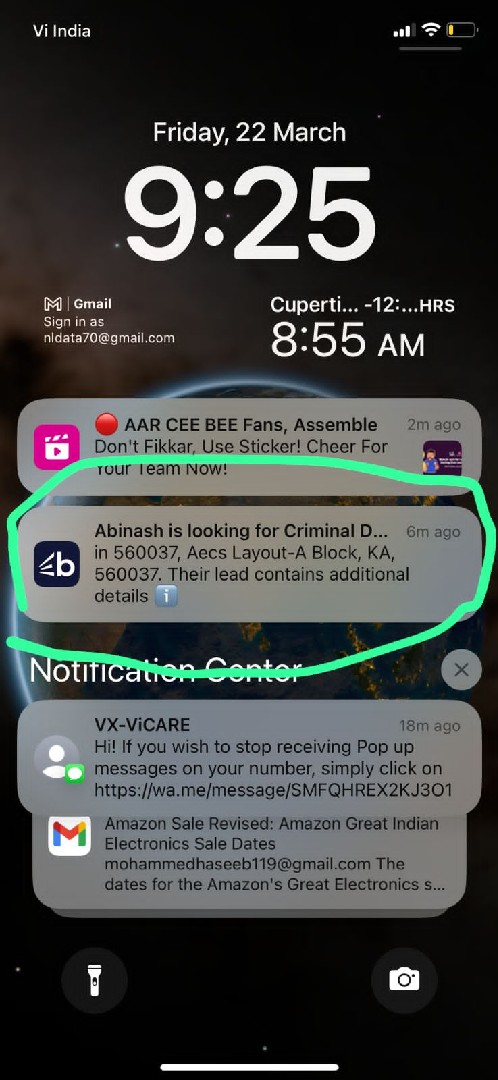 Vi India
Friday, 22 March
9:25
Gmail
Sign in as
nldata70@gmail.com
Cuperti... -12:...HRS
8:55 AM
🔴 AAR CEE BEE Fans, Assemble 2m ago
Don't Fikkar, Use Sticker! Cheer For
Your Team Now!
Abinash is looking for Criminal D... 6m ago
b
in 560037, Aecs Layout-A Block, KA,
560037. Their lead contains additional
details ℹ️
Notification Center
VX-ViCARE 18m ago
Hi! If you wish to stop receiving Pop up
messages on your number, simply click on
https://wa.me/message/SMFQHREX2KJ3O1
Amazon Sale Revised: Amazon Great Indian
Electronics Sale Dates
mohammedhaseeb119@gmail.com The
dates for the Amazon's Great Electronics s...